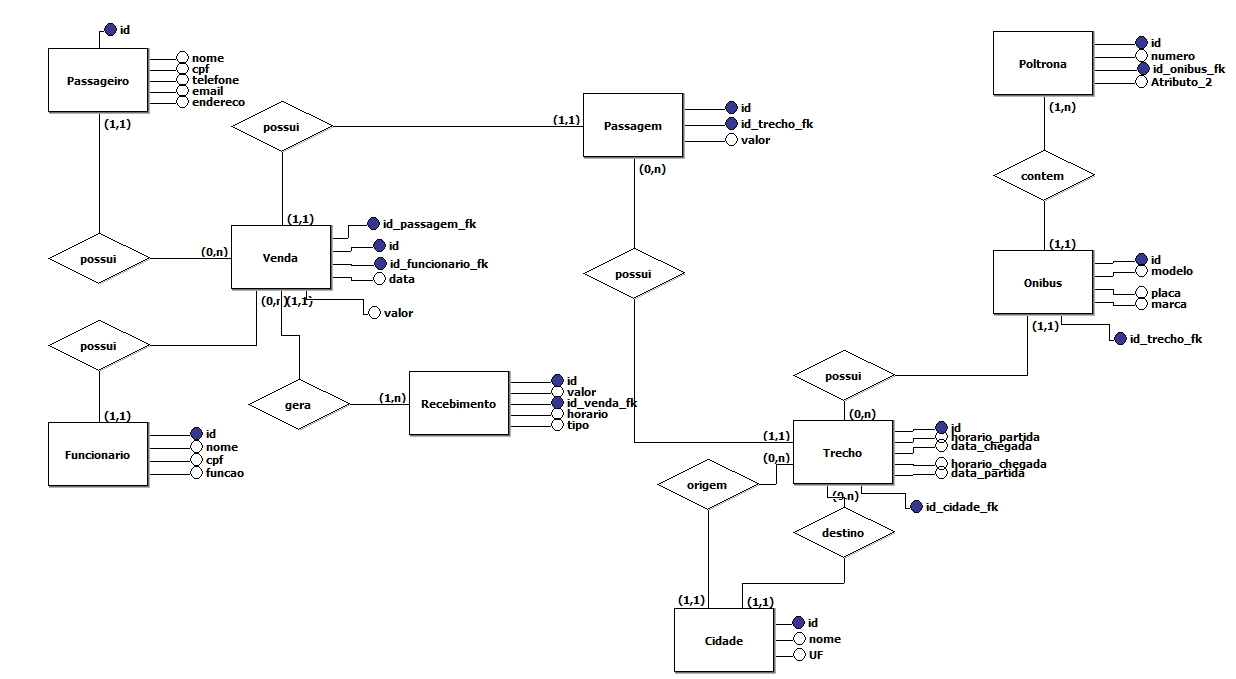 id
Passageiro
nome
cpf
telefone
email
endereco
(1,1)
possui
(1,1)
Passagem
id
id_trecho_fk
valor
(0,n)
Poltrona
id
numero
id_onibus_fk
Atributo_2
(1,n)
contem
(1,1)
Onibus
id
modelo
placa
marca
(1,1)
id_trecho_fk
possui
(0,n)
(1,1)
Venda
id_passagem_fk
id
id_funcionario_fk
data
valor
(0,n)
(1,1)
possui
possui
(1,1)
Funcionario
id
nome
cpf
funcao
gera
(1,n)
Recebimento
id
valor
id_venda_fk
horario
tipo
possui
(0,n)
(1,1)
(0,n)
Trecho
id
horario_partida
data_chegada
horario_chegada
data_partida
id_cidade_fk
(0,n)
origem
destino
(1,1)
(1,1)
Cidade
id
nome
UF